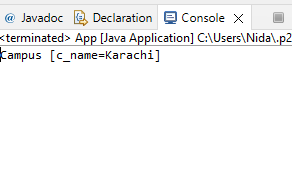 @ Javadoc Declaration Console
<terminated> App [Java Application] C:\Users\Nida\.p2
Campus [c_name=Karachi]